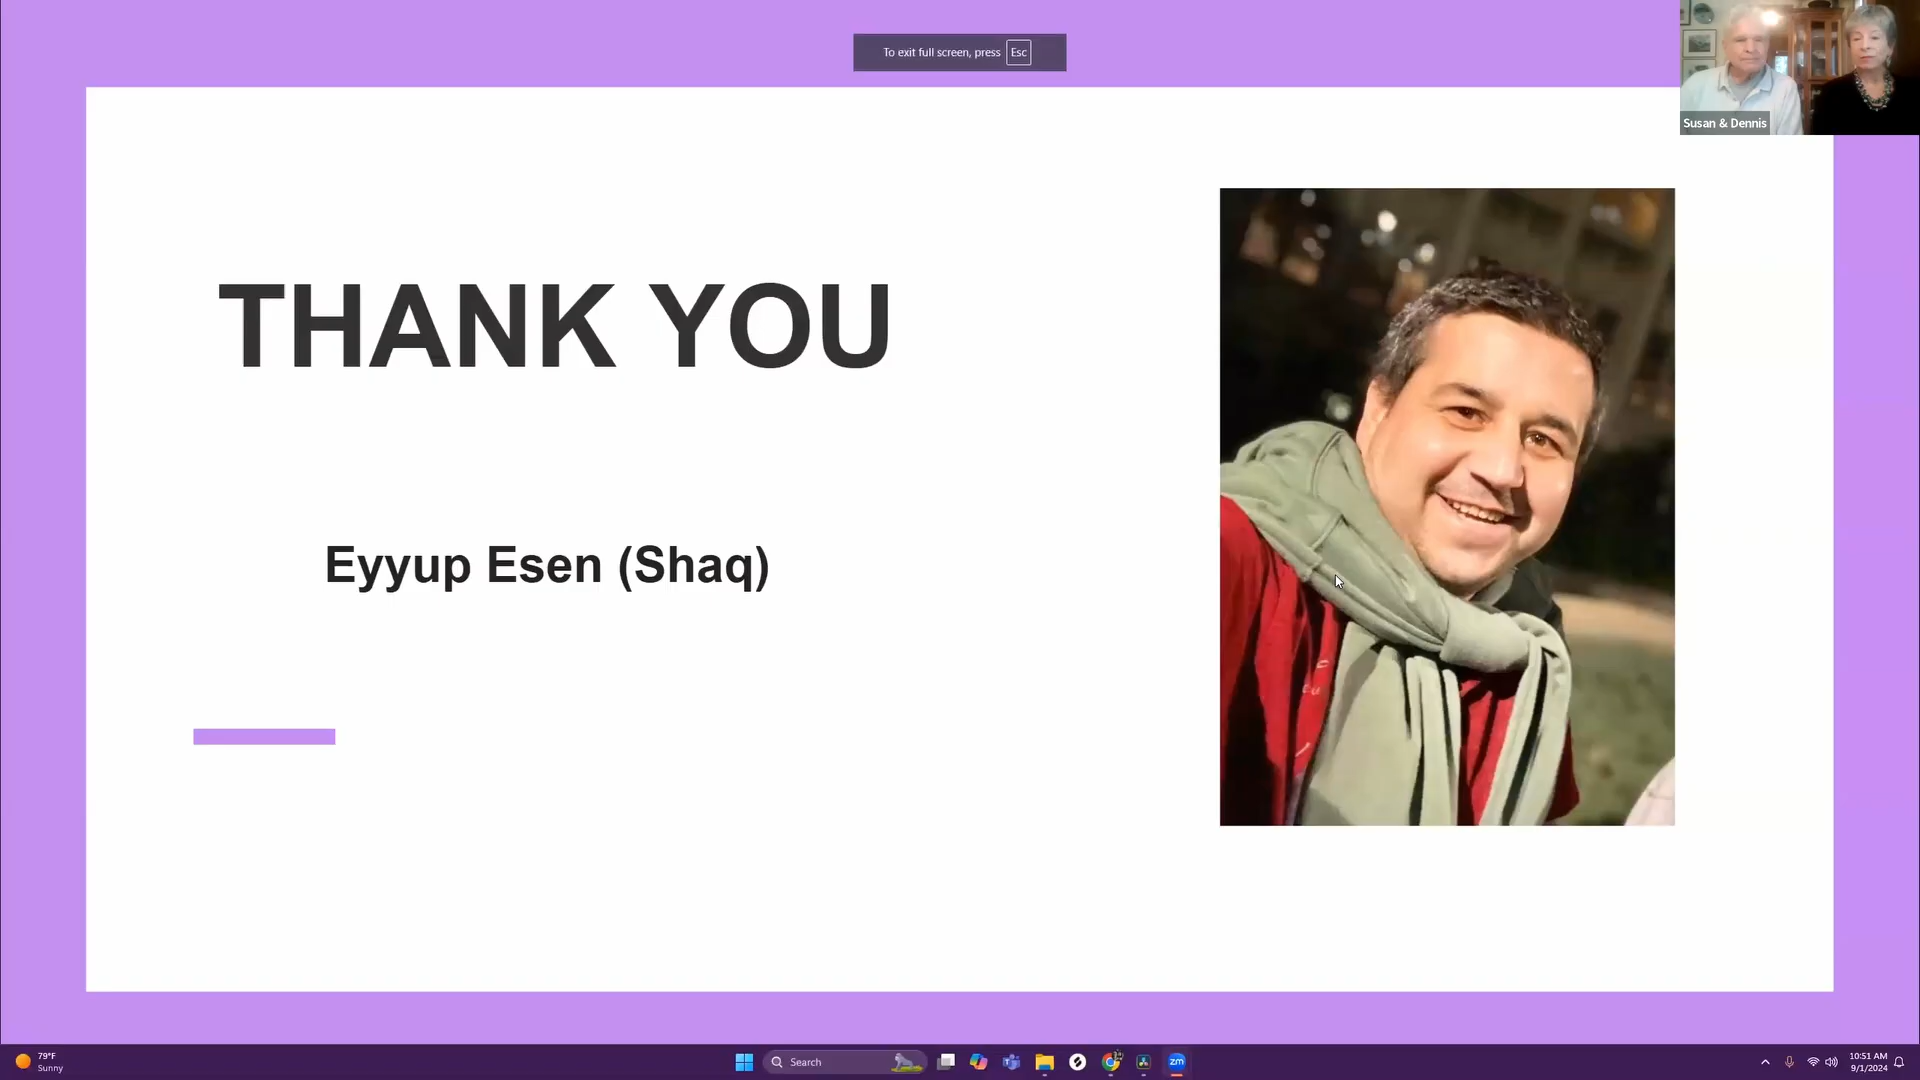 To exit full screen, press Esc
Susan & Dennis
THANK YOU
Eyyup Esen (Shaq)
79°F
Sunny
Search
zm
10:51 AM
9/1/2024